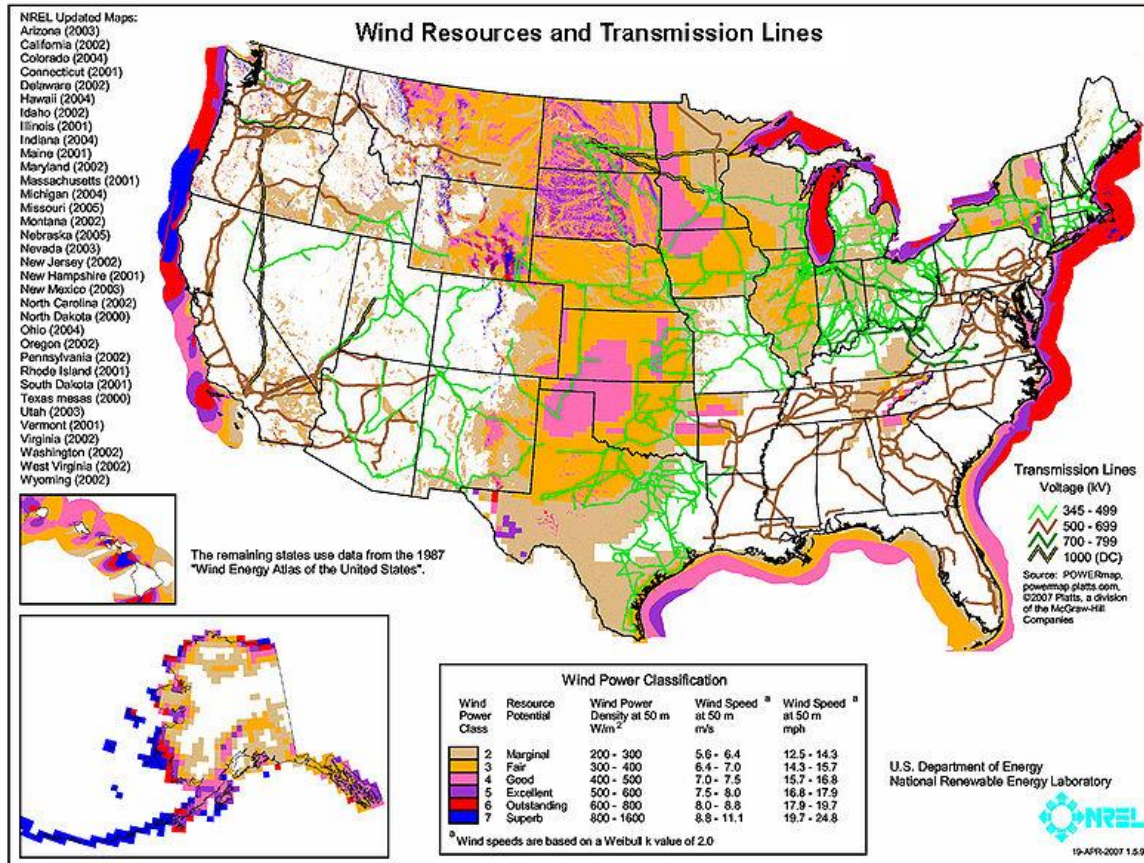 Wind Resources and Transmission Lines
NREL Updated Maps:
Arizona (2003)
California (2002)
Colorado (2004)
Connecticut (2001)
Delaware (2002)
Hawaii (2004)
Idaho (2002)
Illinois (2001)
Indiana (2004)
Maine (2001)
Maryland (2002)
Massachusetts (2001)
Michigan (2004)
Missouri (2005)
Montana (2002)
Nebraska (2005)
Nevada (2003)
New Jersey (2002)
New Hampshire (2001)
New Mexico (2003)
North Carolina (2002)
North Dakota (2000)
Ohio (2004)
Oregon (2002)
Pennsylvania (2002)
Rhode Island (2001)
South Dakota (2001)
Texas mesas (2000)
Utah (2003)
Vermont (2001)
Virginia (2002)
Washington (2002)
West Virginia (2002)
Wyoming (2002)
The remaining states use data from the 1987
"Wind Energy Atlas of the United States".
Transmission Lines
Voltage (kV)
345 - 499
500 - 699
700 - 799
1000 (DC)
Source: POWERmap,
powermap.platts.com,
©2007 Platts, a division
of the McGraw-Hill
Companies
Wind Power Classification
Wind Resource Wind Power Wind Speed a Wind Speed a
Power Potential Density at 50 m at 50 m at 50 m
Class W/m2 m/s mph
2 Marginal 200 - 300 5.6 - 6.4 12.5 - 14.3
3 Fair 300 - 400 6.4 - 7.0 14.3 - 15.7
4 Good 400 - 500 7.0 - 7.5 15.7 - 16.8
5 Excellent 500 - 600 7.5 - 8.0 16.8 - 17.9
6 Outstanding 600 - 800 8.0 - 8.8 17.9 - 19.7
7 Superb 800 - 1600 8.8 - 11.1 19.7 - 24.8
a Wind speeds are based on a Weibull k value of 2.0
U.S. Department of Energy
National Renewable Energy Laboratory
NREL
19-APR-2007